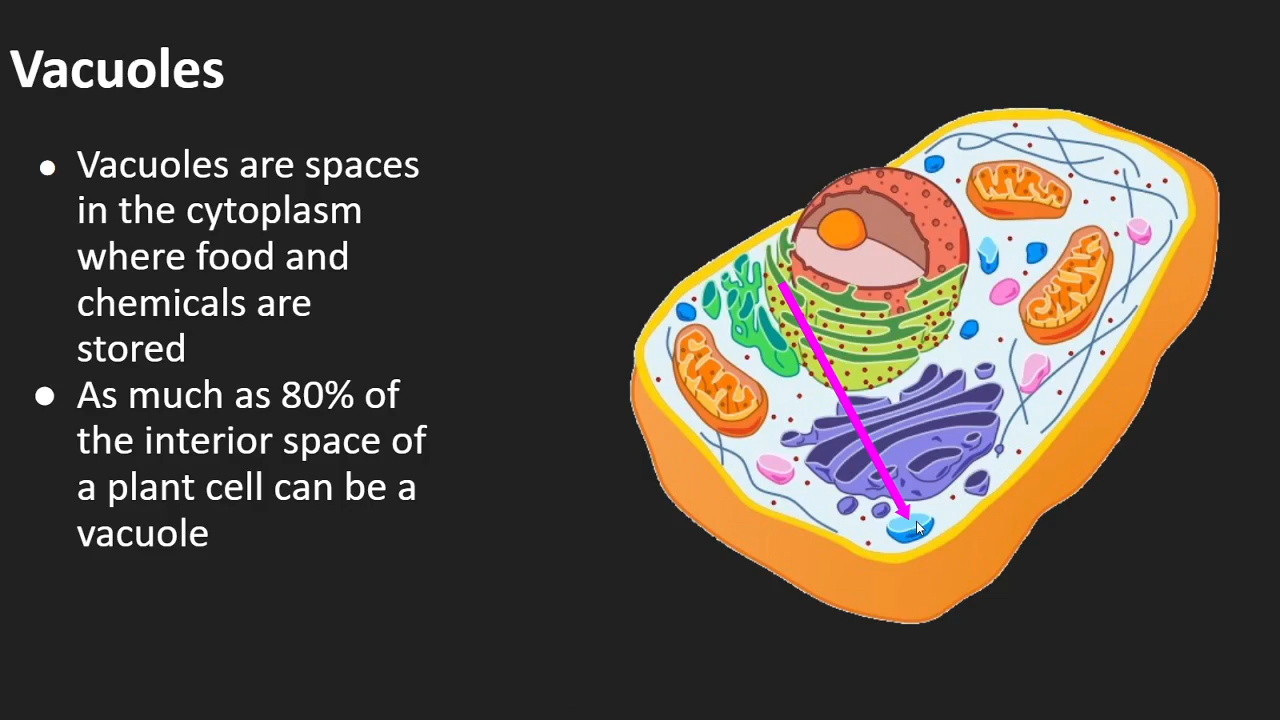 Vacuoles
● Vacuoles are spaces
in the cytoplasm
where food and
chemicals are
stored
● As much as 80% of
the interior space of
a plant cell can be a
vacuole